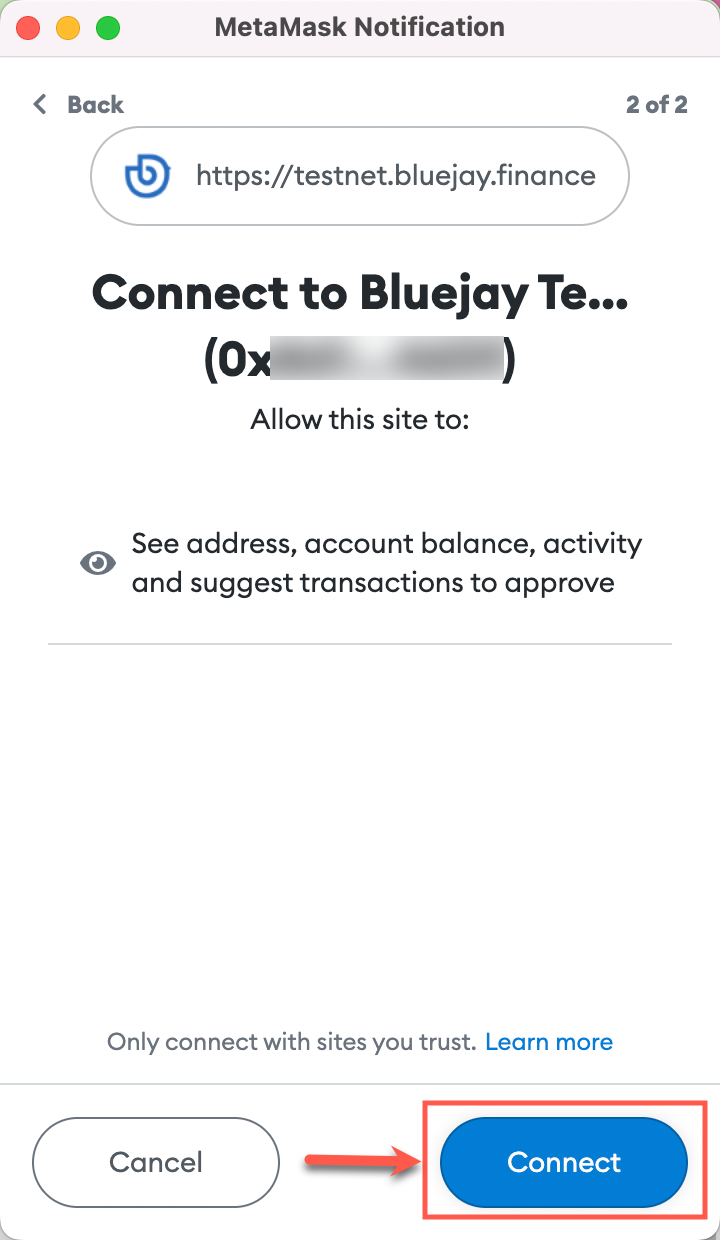 MetaMask Notification
Back
2 of 2
https://testnet.bluejay.finance
Connect to Bluejay Te...
(0x )
Allow this site to:
See address, account balance, activity
and suggest transactions to approve
Only connect with sites you trust. Learn more
Cancel
Connect